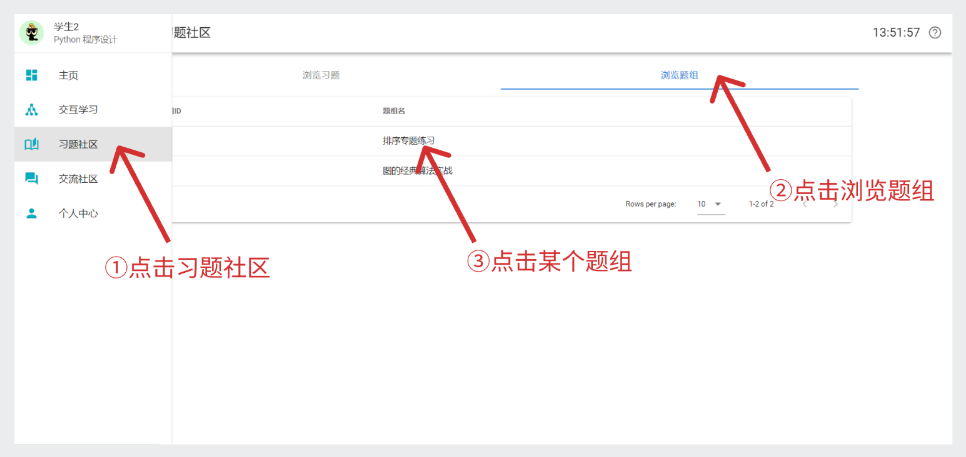 学生2
Python 程序设计
习题社区
13:51:57
主页
交互学习
习题社区
交流社区
个人中心
浏览习题
浏览题组
ID
题组名
排序专题练习
图的经典算法实战
Rows per page:
10
1-2 of 2
①点击习题社区
②点击浏览题组
③点击某个题组